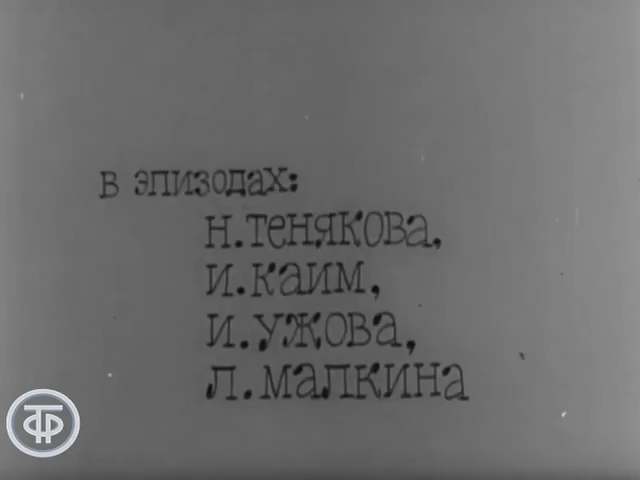 в эпизодах:
н.тенякова,
и.каим,
и.ужова,
л.малкина